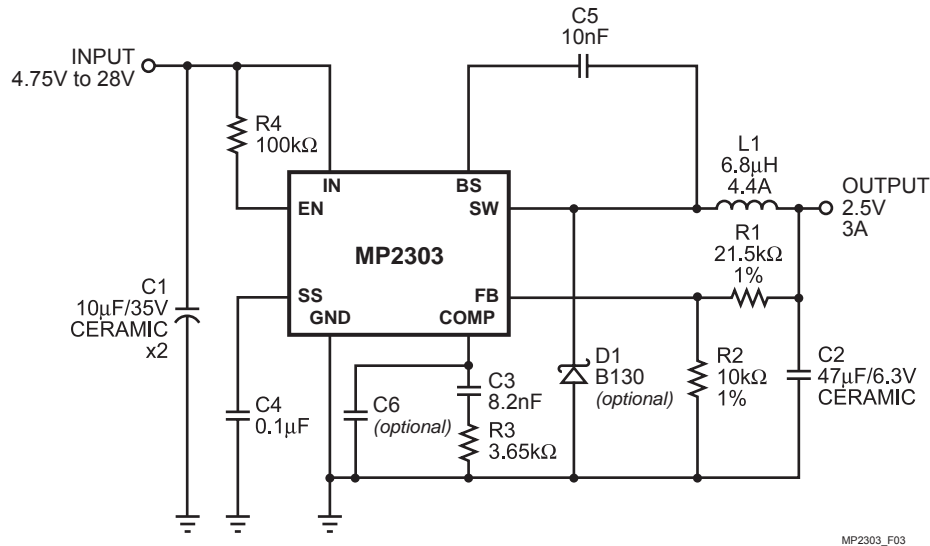 C5
10nF
INPUT
4.75V to 28V
R4
100kΩ
L1
6.8µH
4.4A
OUTPUT
2.5V
3A
IN
BS
EN
SW
MP2303
R1
21.5kΩ
1%
C1
10µF/35V
CERAMIC
x2
SS
FB
GND
COMP
D1
B130
(optional)
R2
10kΩ
1%
C2
47µF/6.3V
CERAMIC
C4
0.1µF
C6
(optional)
C3
8.2nF
R3
3.65kΩ
MP2303_F03